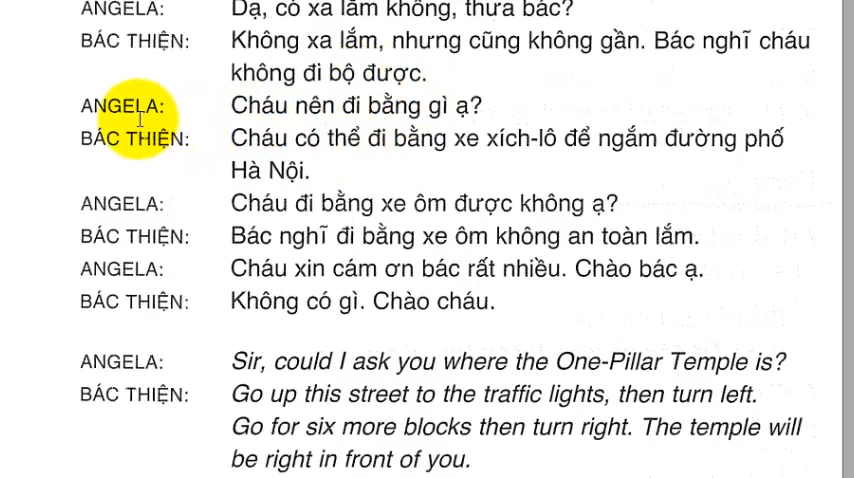 ANGELA: Dạ, có xa lắm không, thưa bác?
BÁC THIỆN: Không xa lắm, nhưng cũng không gần. Bác nghĩ cháu
không đi bộ được.
ANGELA: Cháu nên đi bằng gì ạ?
BÁC THIỆN: Cháu có thể đi bằng xe xích-lô để ngắm đường phố
Hà Nội.
ANGELA: Cháu đi bằng xe ôm được không ạ?
BÁC THIỆN: Bác nghĩ đi bằng xe ôm không an toàn lắm.
ANGELA: Cháu xin cám ơn bác rất nhiều. Chào bác ạ.
BÁC THIỆN: Không có gì. Chào cháu.
ANGELA: Sir, could I ask you where the One-Pillar Temple is?
BÁC THIỆN: Go up this street to the traffic lights, then turn left.
Go for six more blocks then turn right. The temple will
be right in front of you.